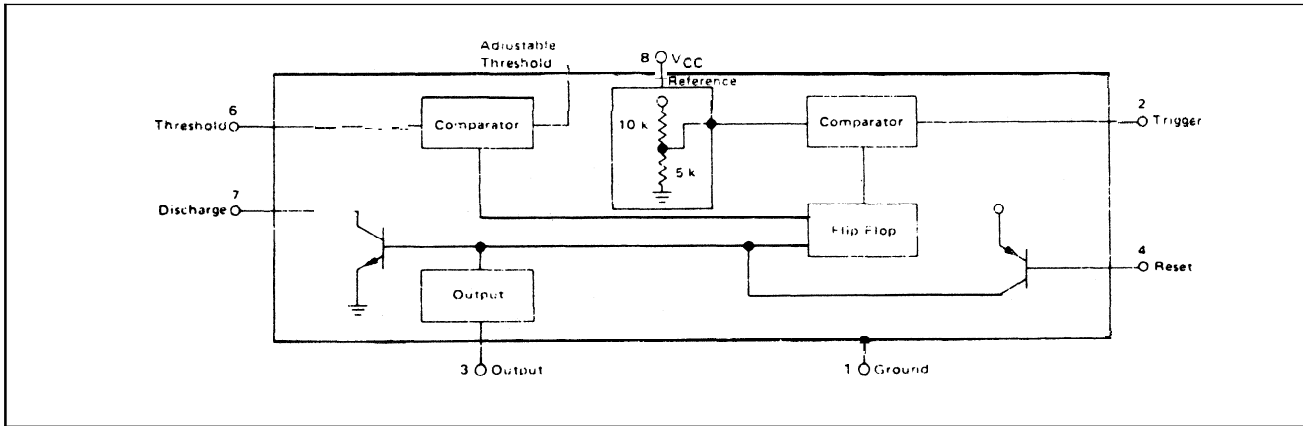 Adjustable
Threshold
8 VCC
Reference
6
Threshold
Comparator
10 k
5 k
Comparator
2
Trigger
7
Discharge
Flip Flop
4
Reset
Output
3 Output
1 Ground